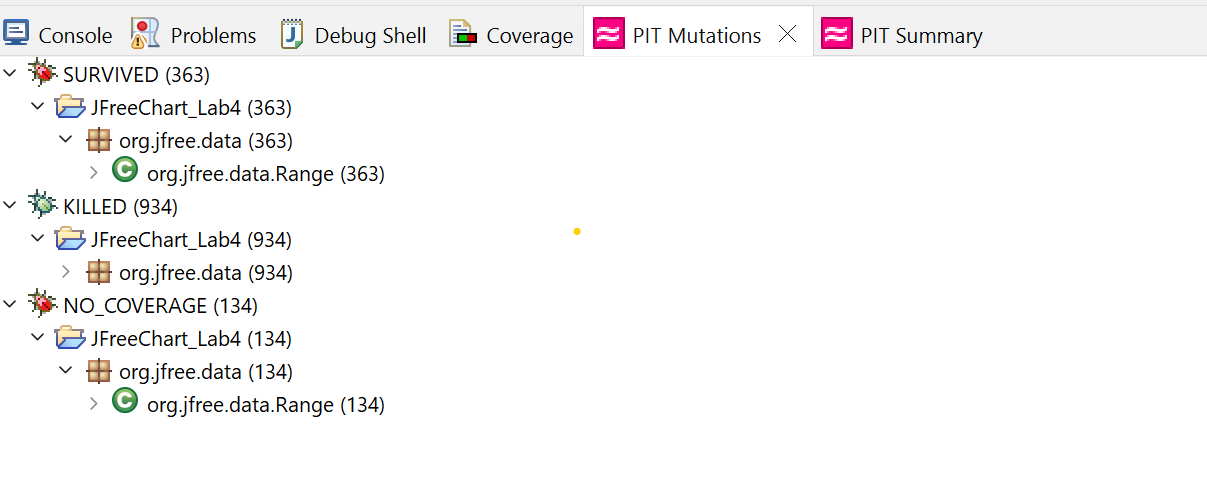 Console Problems Debug Shell Coverage PIT Mutations PIT Summary
SURVIVED (363)
JFreeChart_Lab4 (363)
org.jfree.data (363)
org.jfree.data.Range (363)
KILLED (934)
JFreeChart_Lab4 (934)
org.jfree.data (934)
NO_COVERAGE (134)
JFreeChart_Lab4 (134)
org.jfree.data (134)
org.jfree.data.Range (134)